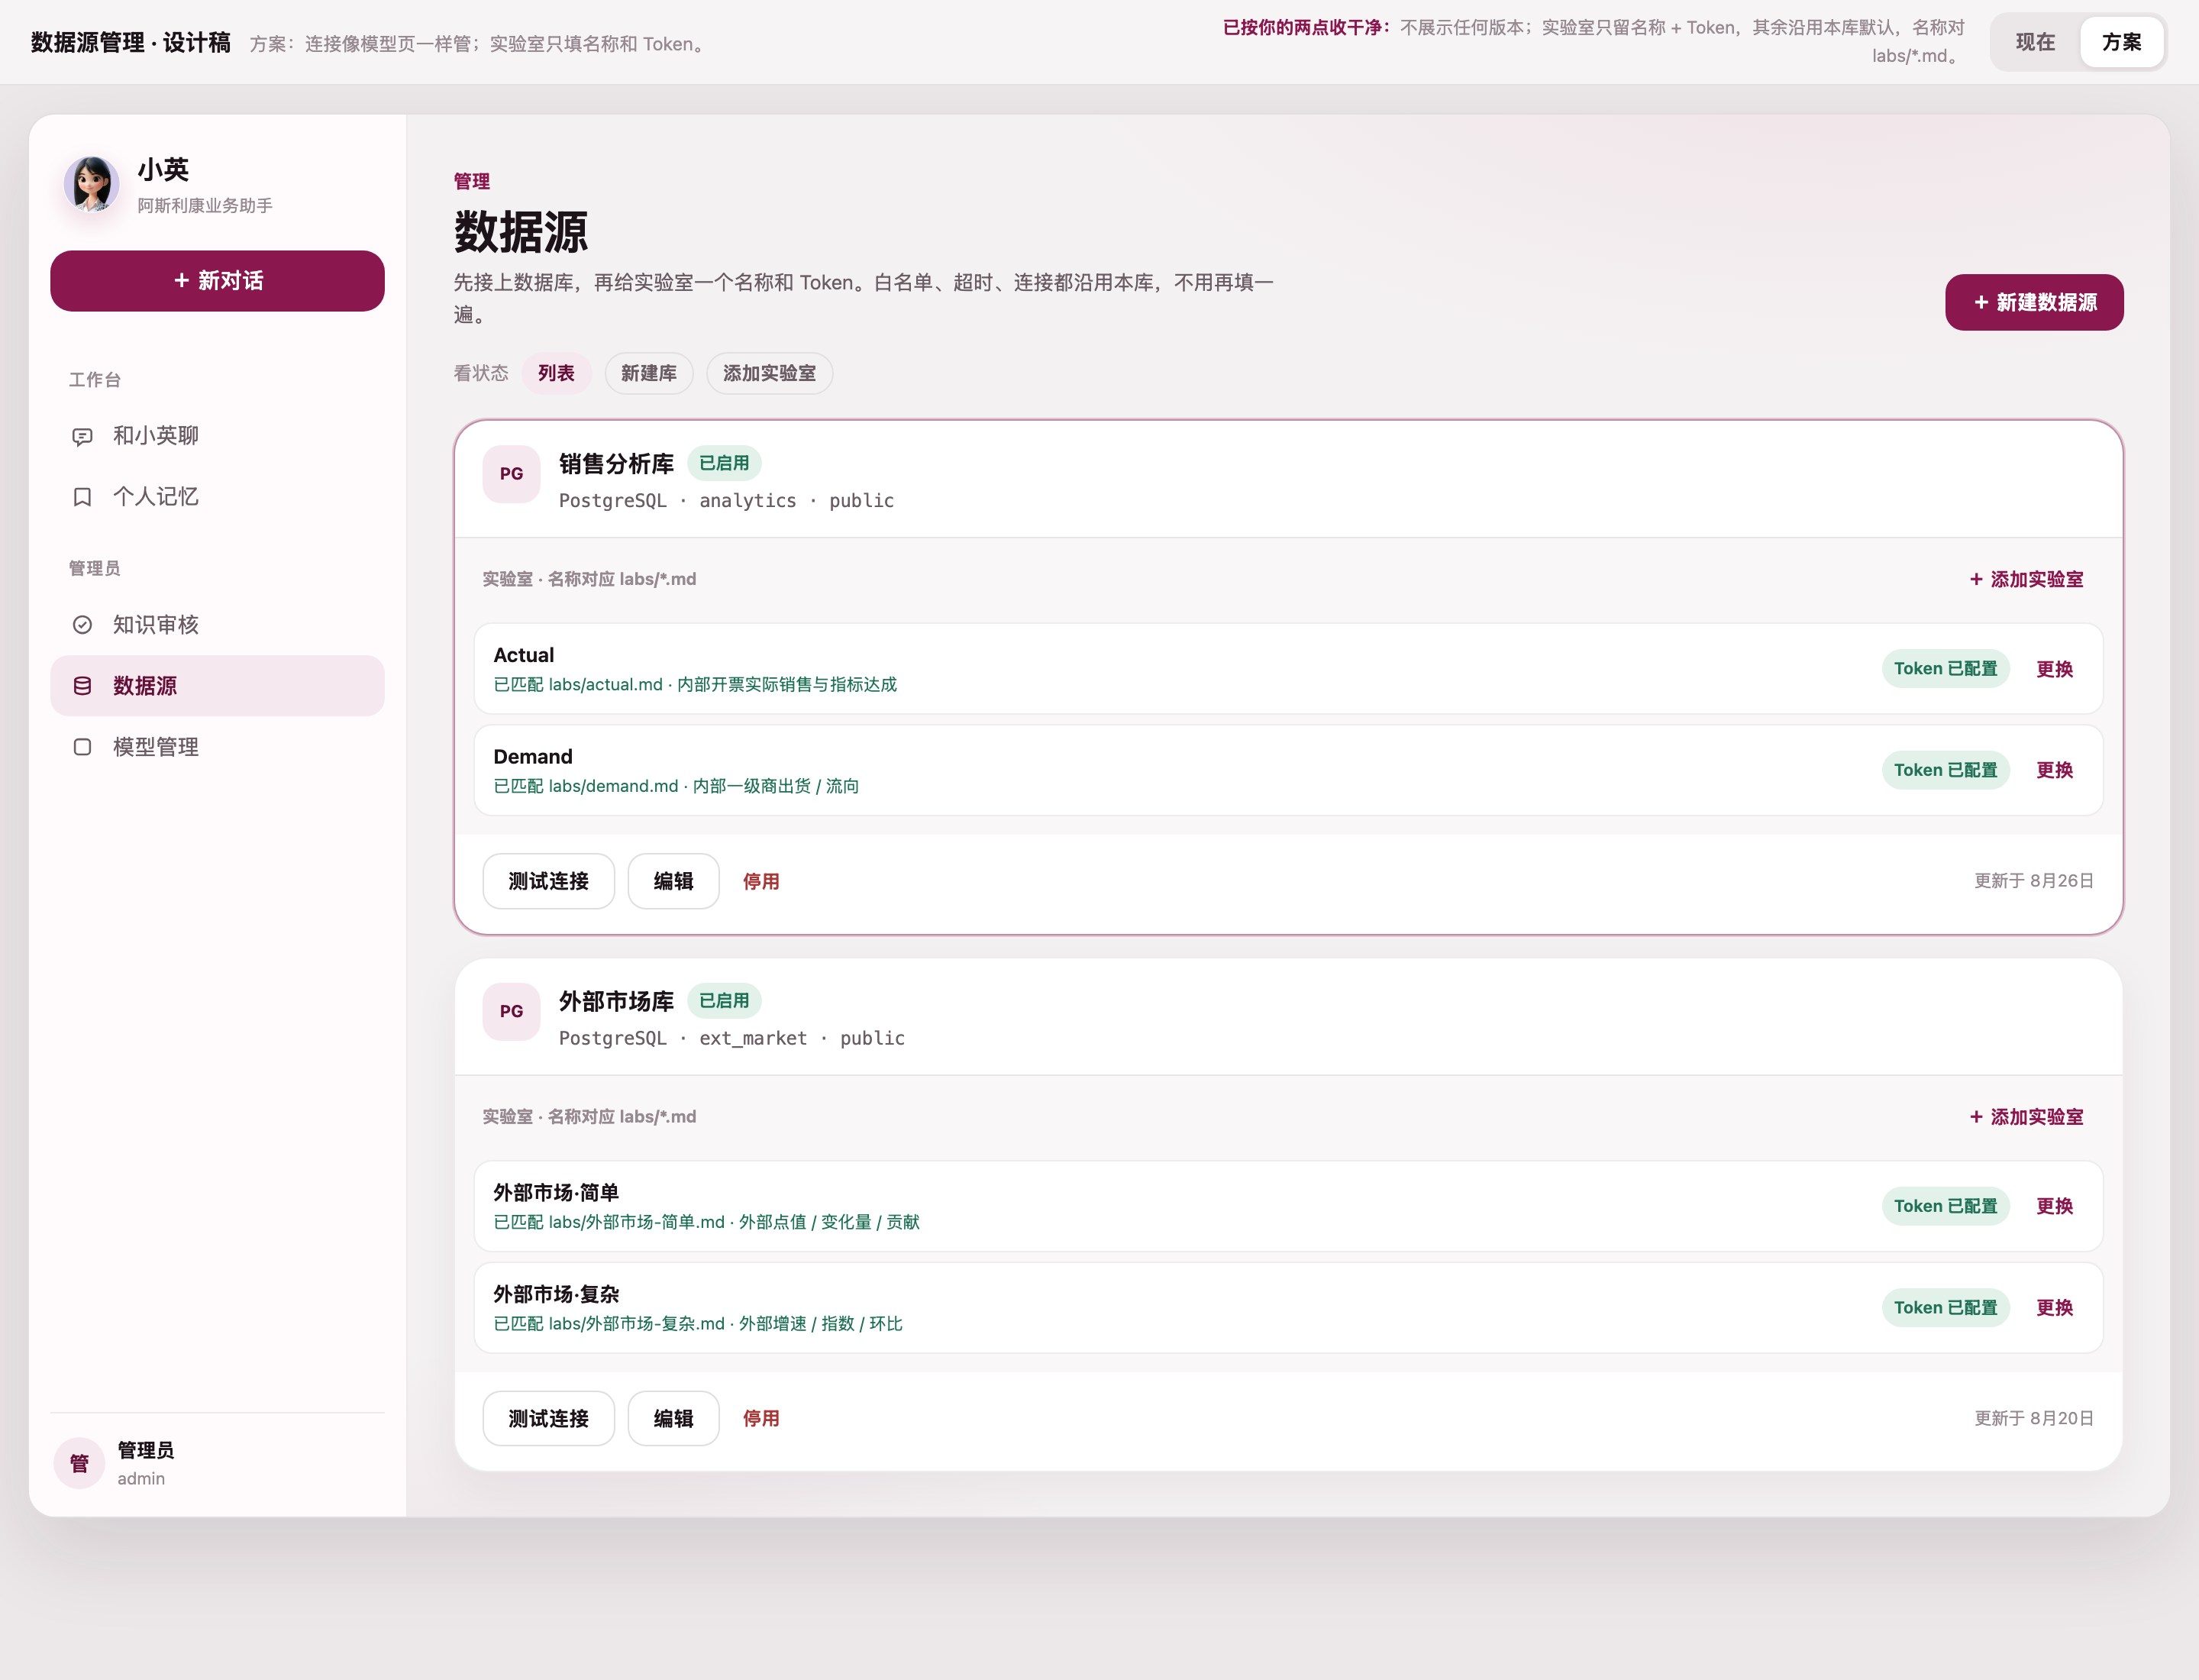 数据源管理 · 设计稿
方案：连接像模型页一样管；实验室只填名称和 Token。
已按你的两点收干净：不展示任何版本；实验室只留名称 + Token，其余沿用本库默认，名称对
labs/*.md。
现在
方案
小英
阿斯利康业务助手
+ 新对话
工作台
和小英聊
个人记忆
管理员
知识审核
数据源
模型管理
管
管理员
admin
管理
数据源
先接上数据库，再给实验室一个名称和 Token。白名单、超时、连接都沿用本库，不用再填一
遍。
+ 新建数据源
看状态
列表
新建库
添加实验室
PG
销售分析库
已启用
PostgreSQL · analytics · public
实验室 · 名称对应 labs/*.md
+ 添加实验室
Actual
已匹配 labs/actual.md · 内部开票实际销售与指标达成
Token 已配置
更换
Demand
已匹配 labs/demand.md · 内部一级商出货 / 流向
Token 已配置
更换
测试连接
编辑
停用
更新于 8月26日
PG
外部市场库
已启用
PostgreSQL · ext_market · public
实验室 · 名称对应 labs/*.md
+ 添加实验室
外部市场·简单
已匹配 labs/外部市场-简单.md · 外部点值 / 变化量 / 贡献
Token 已配置
更换
外部市场·复杂
已匹配 labs/外部市场-复杂.md · 外部增速 / 指数 / 环比
Token 已配置
更换
测试连接
编辑
停用
更新于 8月20日